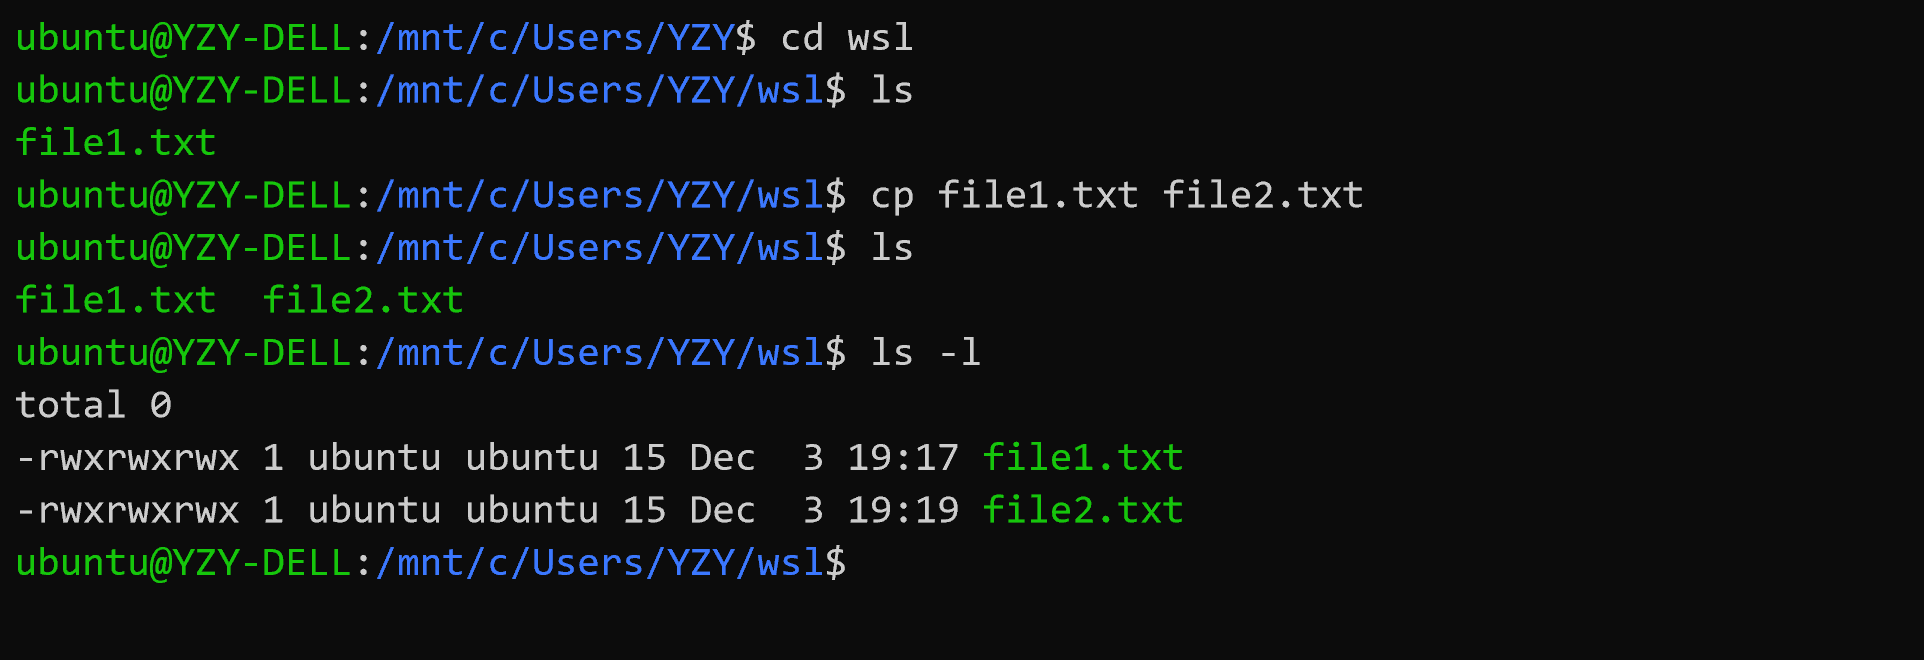 ubuntu@YZY-DELL:/mnt/c/Users/YZY$ cd wsl
ubuntu@YZY-DELL:/mnt/c/Users/YZY/wsl$ ls
file1.txt
ubuntu@YZY-DELL:/mnt/c/Users/YZY/wsl$ cp file1.txt file2.txt
ubuntu@YZY-DELL:/mnt/c/Users/YZY/wsl$ ls
file1.txt  file2.txt
ubuntu@YZY-DELL:/mnt/c/Users/YZY/wsl$ ls -l
total 0
-rwxrwxrwx 1 ubuntu ubuntu 15 Dec  3 19:17 file1.txt
-rwxrwxrwx 1 ubuntu ubuntu 15 Dec  3 19:19 file2.txt
ubuntu@YZY-DELL:/mnt/c/Users/YZY/wsl$